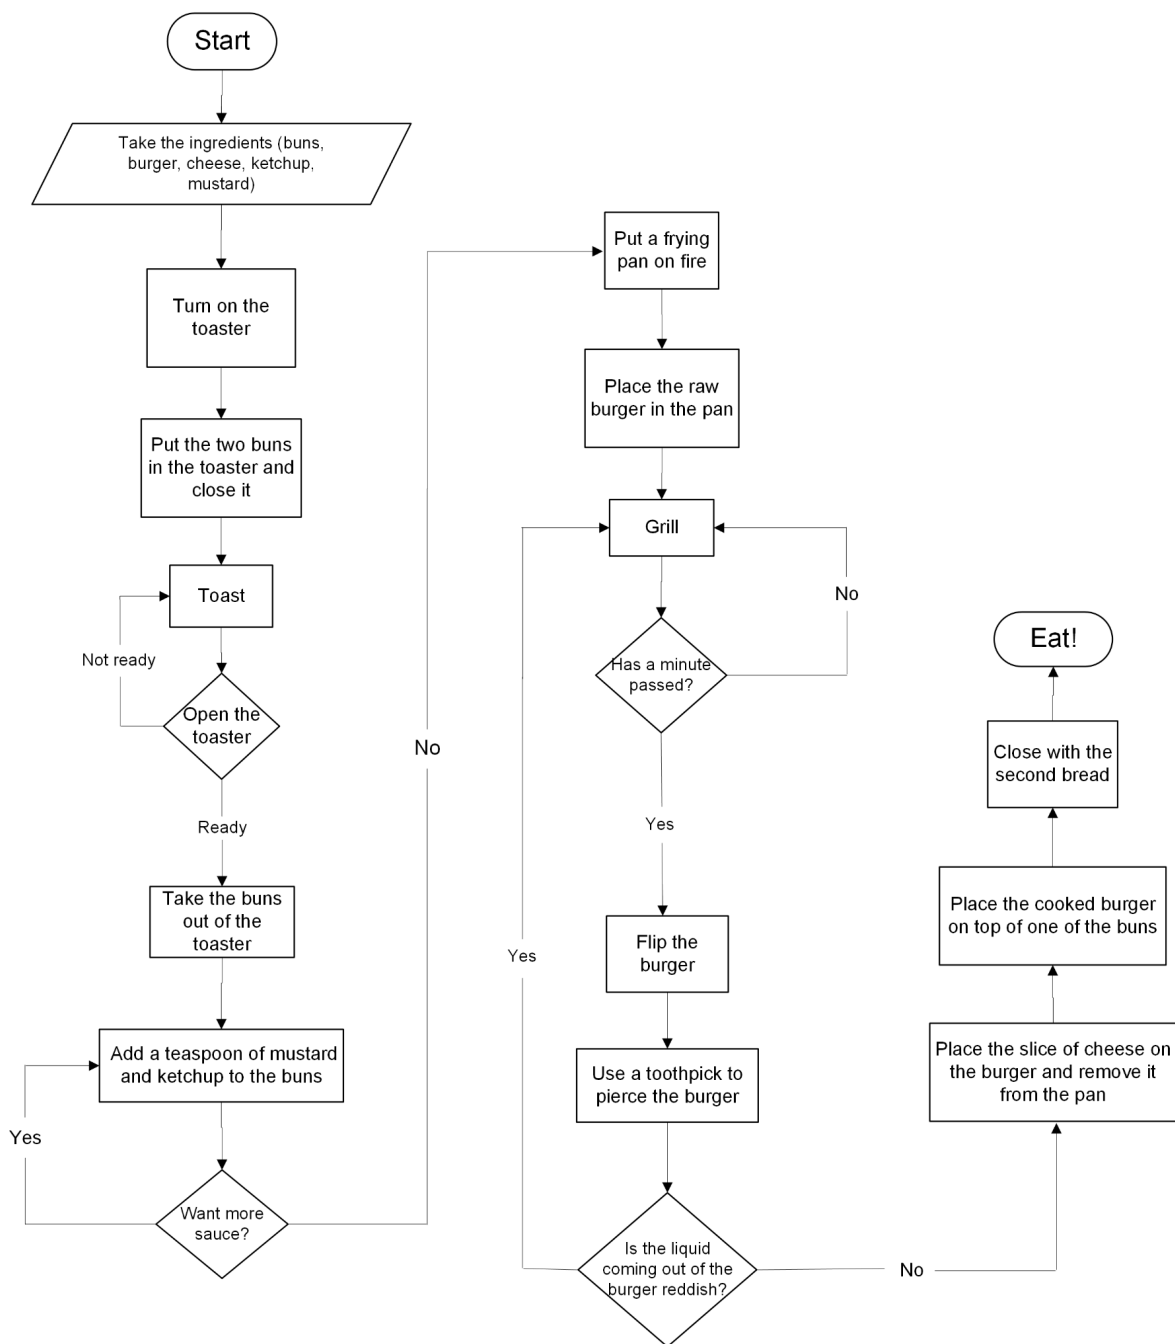 Start
Take the ingredients (buns,
burger, cheese, ketchup,
mustard)
Turn on the
toaster
Put the two buns
in the toaster and
close it
Toast
Not ready
Open the
toaster
Ready
Take the buns
out of the
toaster
Add a teaspoon of mustard
and ketchup to the buns
Yes
Want more
sauce?
No
Put a frying
pan on fire
Place the raw
burger in the pan
Grill
No
Has a minute
passed?
Yes
Flip the
burger
Yes
Use a toothpick to
pierce the burger
Is the liquid
coming out of the
burger reddish?
No
Place the slice of cheese on
the burger and remove it
from the pan
Place the cooked burger
on top of one of the buns
Close with the
second bread
Eat!